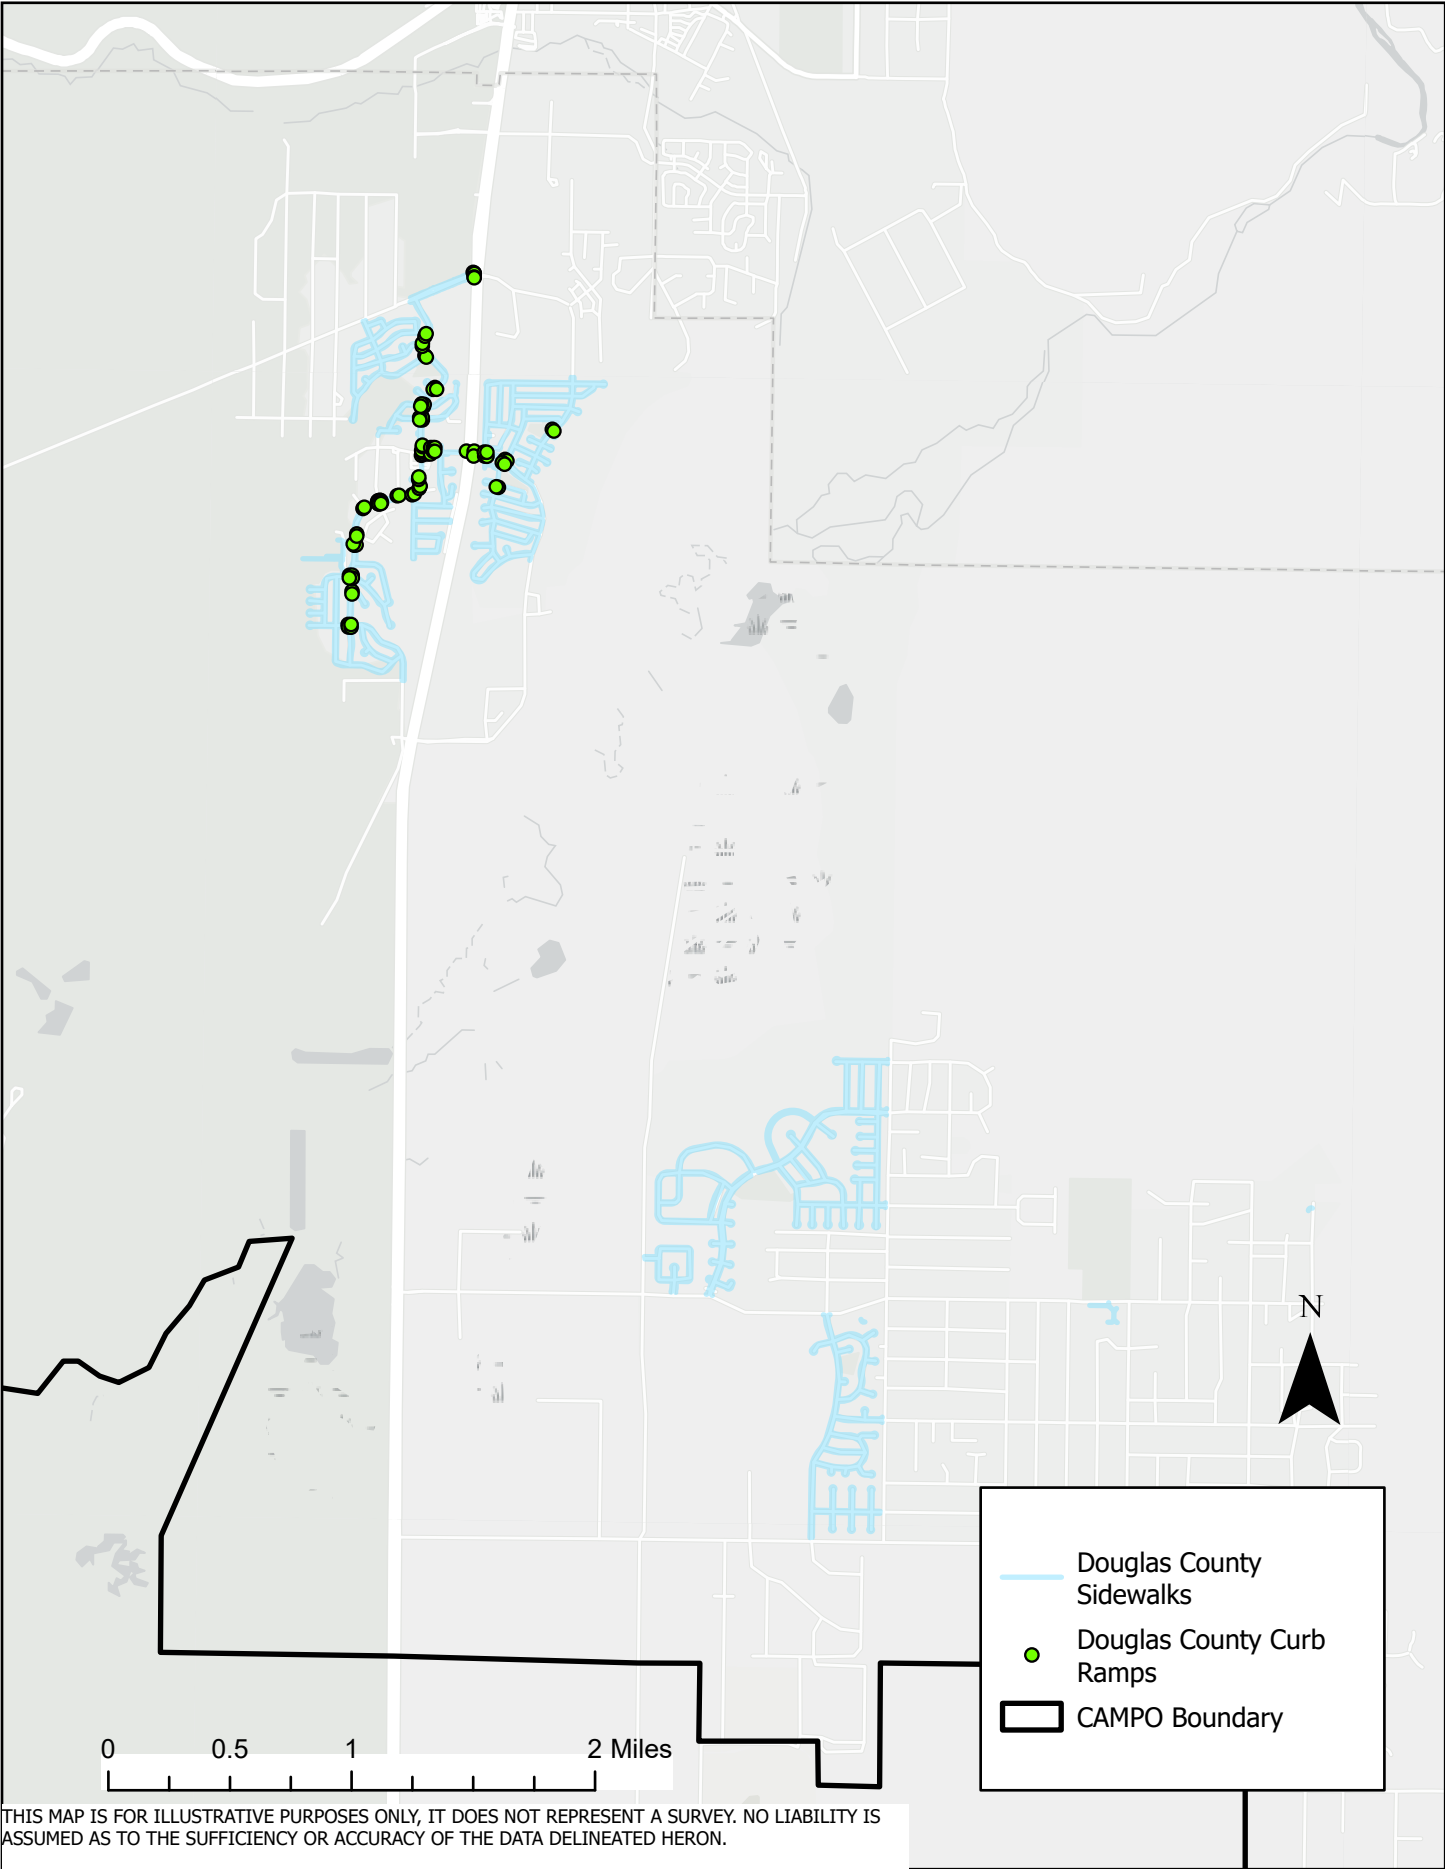 N
Douglas County
Sidewalks
Douglas County Curb
Ramps
CAMPO Boundary
0 0.5 1 2 Miles
THIS MAP IS FOR ILLUSTRATIVE PURPOSES ONLY, IT DOES NOT REPRESENT A SURVEY. NO LIABILITY IS
ASSUMED AS TO THE SUFFICIENCY OR ACCURACY OF THE DATA DELINEATED HERON.